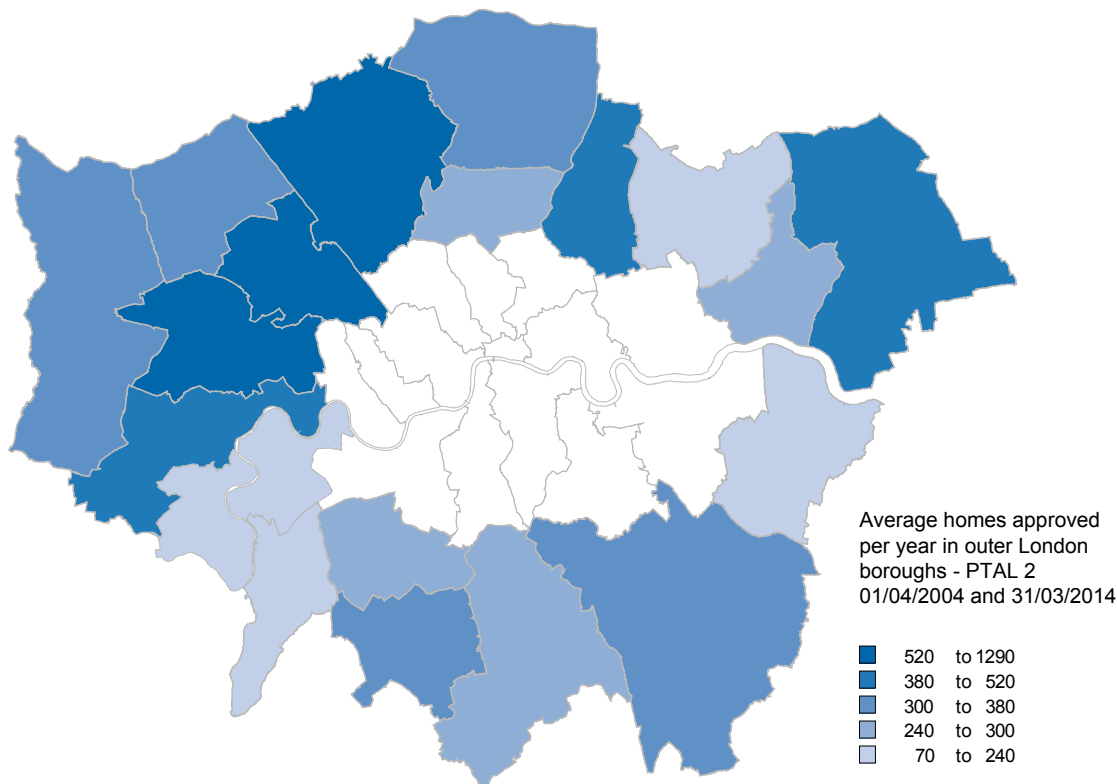 Average homes approved
per year in outer London
boroughs - PTAL 2
01/04/2004 and 31/03/2014
520 to 1290
380 to 520
300 to 380
240 to 300
70 to 240